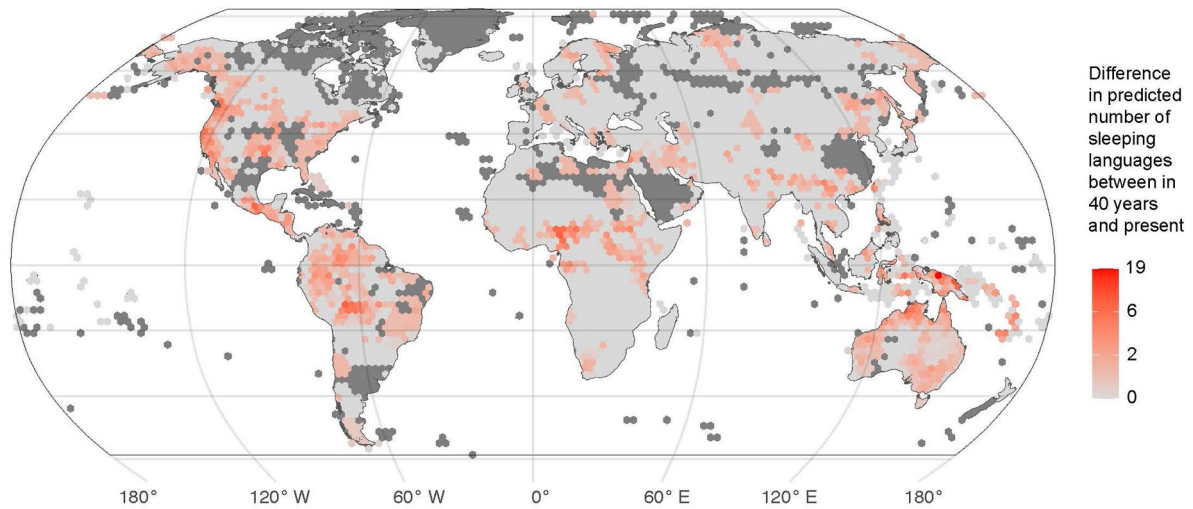 Difference
in predicted
number of
sleeping
languages
between in
40 years
and present
19
6
2
0
180°
120° W
60° W
0°
60° E
120° E
180°